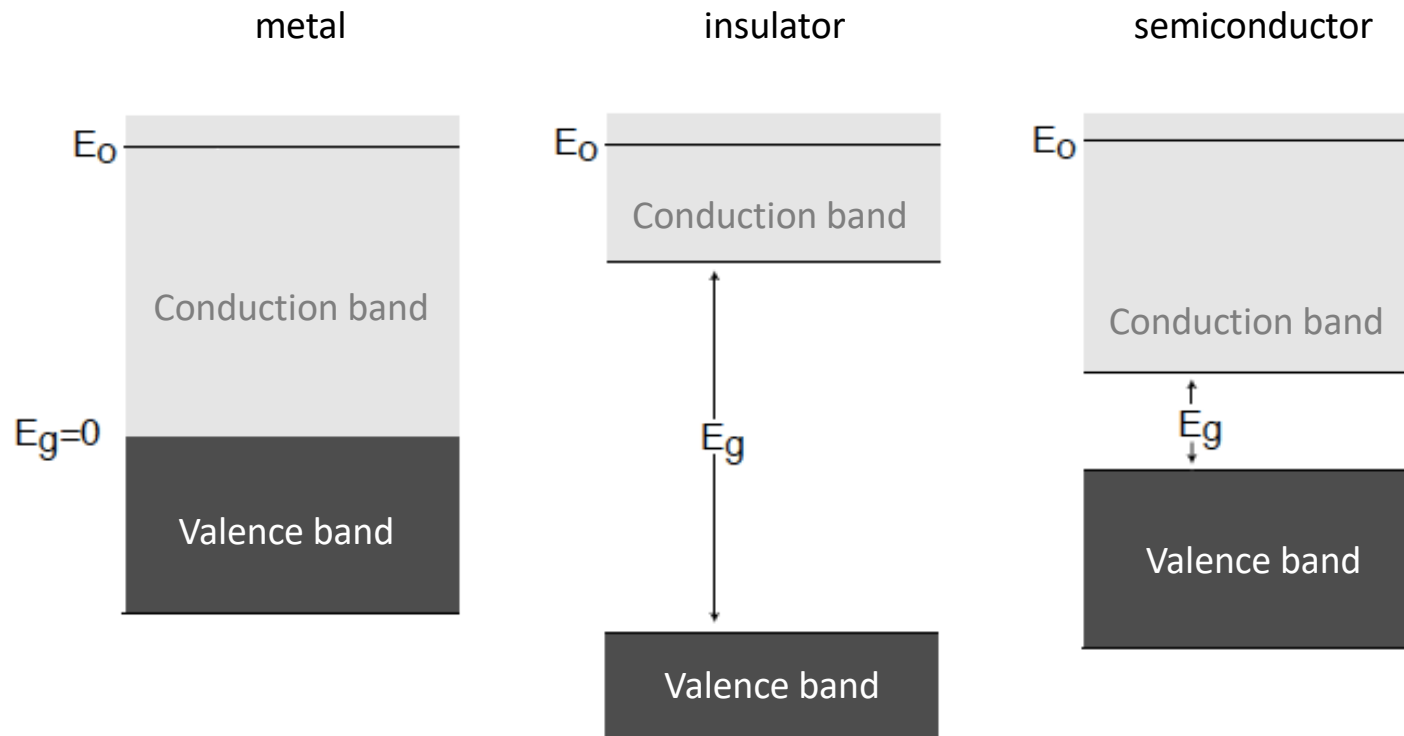 metal
insulator
semiconductor
Eo
Eo
Eo
Conduction band
Conduction band
Conduction band
Eg=0
Eg
Eg
Valence band
Valence band
Valence band